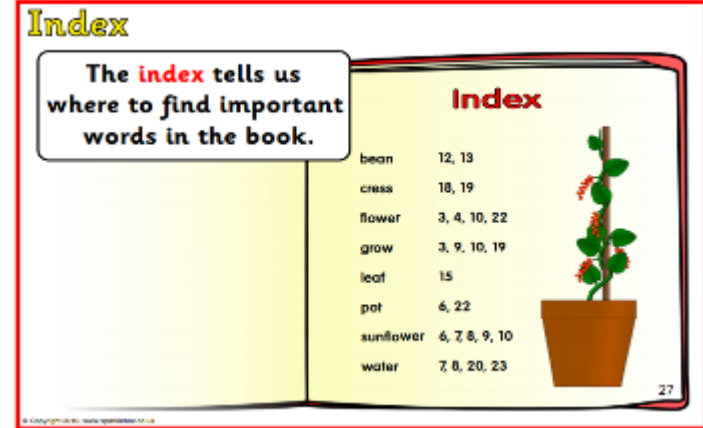 Index
The index tells us
where to find important
words in the book.
Index
bean 12, 13
cress 18, 19
flower 3, 4, 10, 22
grow 3, 9, 10, 19
leaf 15
pot 6, 22
sunflower 6, 7, 8, 9, 10
water 7, 8, 20, 23
27
© Copyright